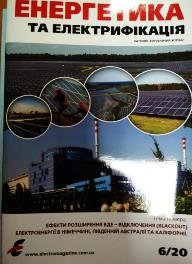 ЕНЕРГЕТИКА
ТА ЕЛЕКТРИФІКАЦІЯ
ЕФЕКТИ РОЗШИРЕННЯ ВДЕ – ВІДКЛЮЧЕННЯ (BLACKOUT)
ЕЛЕКТРОЕНЕРГІЇ В НІМЕЧЧИНІ, ПІВДЕННІЙ АВСТРАЛІЇ ТА КАЛІФОРНІЇ
www.electromagazine.com.ua
6/20